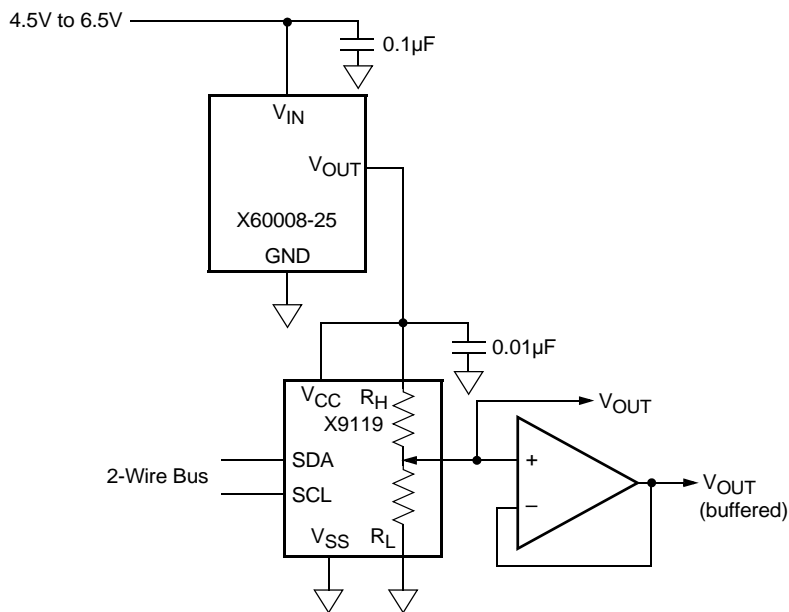 4.5V to 6.5V
0.1µF
VIN
VOUT
X60008-25
GND
0.01µF
VCC RH
X9119
VOUT
SDA
+
2-Wire Bus
VOUT
(buffered)
SCL
–
VSS RL